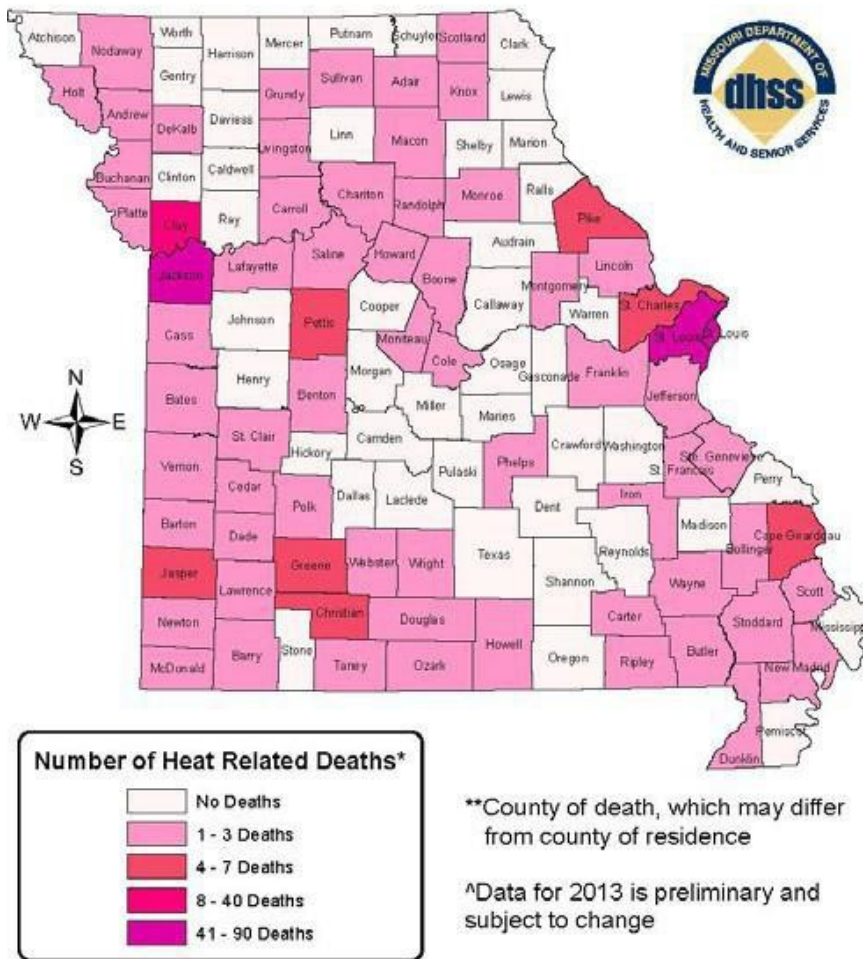 Atchison
Nodaway
Worth
Harrison
Mercer
Putnam
Schuyler
Scotland
Clark
Gentry
Holt
Andrew
DeKalb
Daviess
Grundy
Sullivan
Adair
Knox
Lewis
Buchanan
Clinton
Caldwell
Livingston
Linn
Macon
Shelby
Marion
Platte
Clay
Ray
Carroll
Chariton
Randolph
Monroe
Ralls
Pike
Audrain
Jackson
Lafayette
Saline
Howard
Boone
Callaway
Montgomery
Lincoln
Warren
St. Charles
St. Louis
Cass
Johnson
Pettis
Cooper
Moniteau
Cole
Osage
Gasconade
Franklin
Jefferson
Bates
Henry
Benton
Morgan
Miller
Maries
St. Clair
Hickory
Camden
Pulaski
Phelps
Crawford
Washington
St. Francois
Ste. Genevieve
Perry
Vernon
Cedar
Polk
Dallas
Laclede
Dent
Iron
Madison
Bollinger
Cape Girardeau
Barton
Dade
Greene
Webster
Wright
Texas
Shannon
Reynolds
Wayne
Scott
Jasper
Lawrence
Christian
Douglas
Howell
Carter
Stoddard
Mississippi
Newton
McDonald
Barry
Stone
Taney
Ozark
Oregon
Ripley
Butler
New Madrid
Dunklin
Pemiscot
MISSOURI DEPARTMENT OF
dhss
HEALTH AND SENIOR SERVICES
N
W E
S
Number of Heat Related Deaths*
No Deaths
1 - 3 Deaths
4 - 7 Deaths
8 - 40 Deaths
41 - 90 Deaths
**County of death, which may differ
from county of residence
^Data for 2013 is preliminary and
subject to change